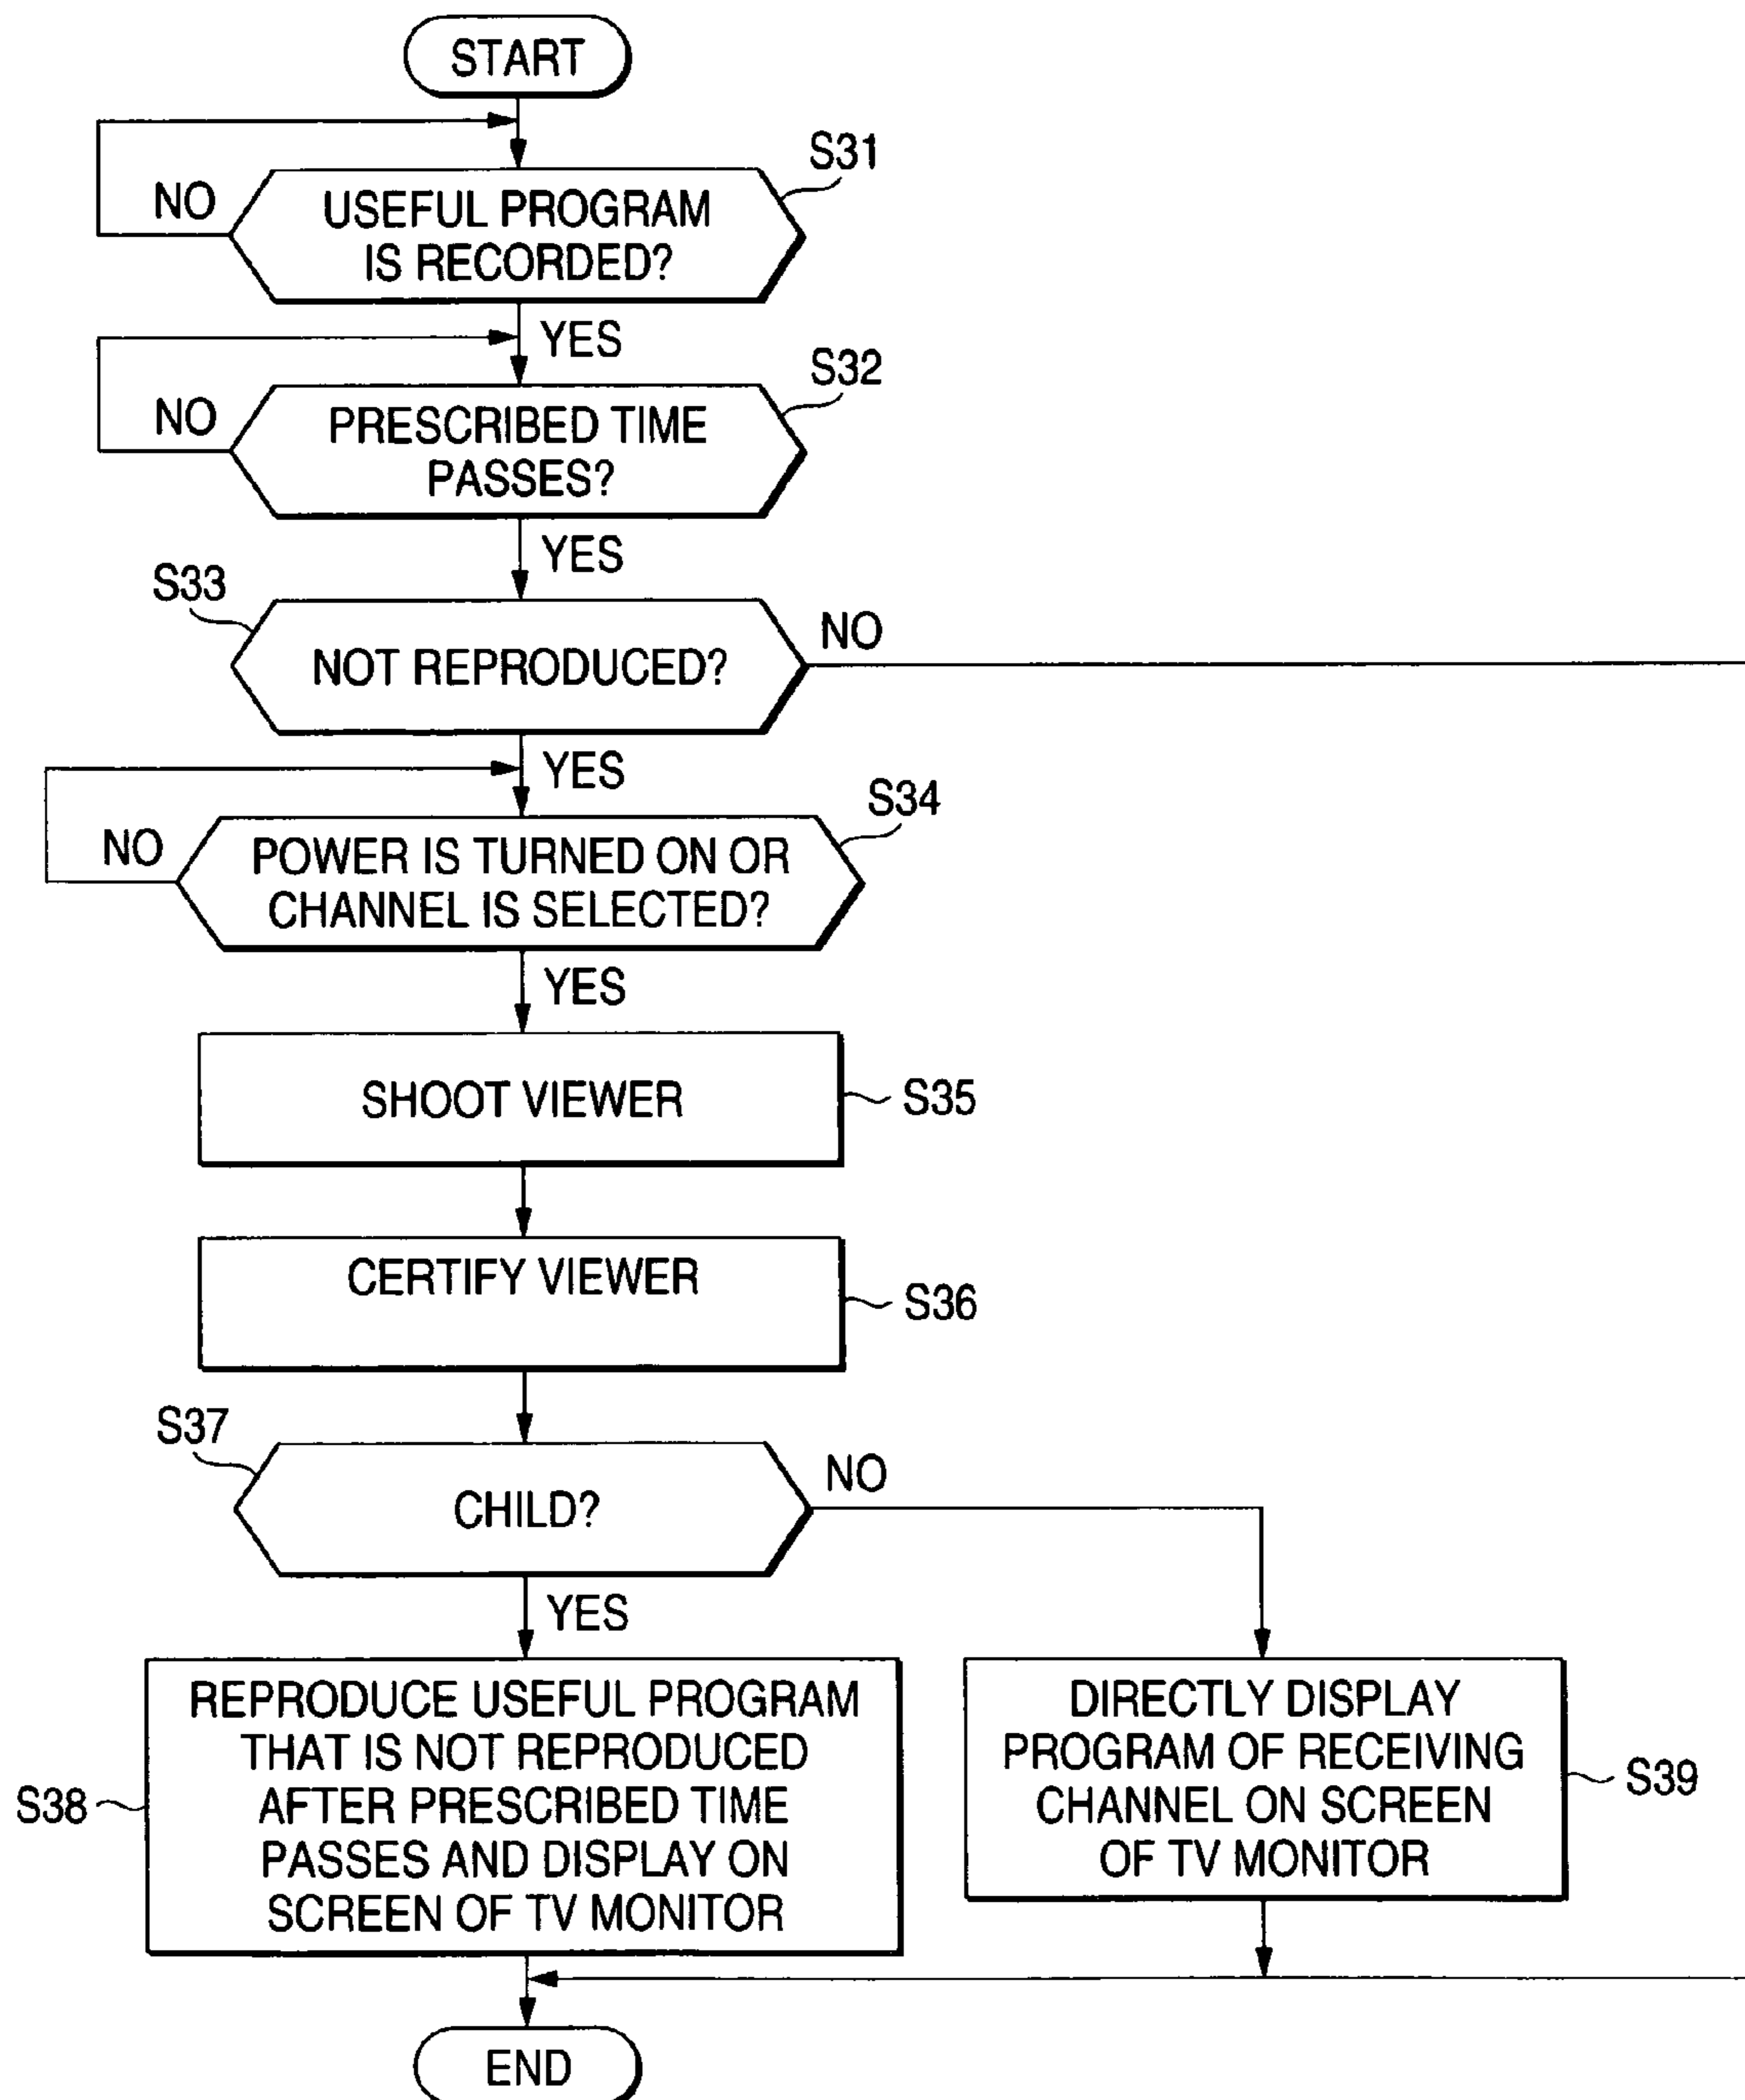 START
S31
NO
USEFUL PROGRAM
IS RECORDED?
YES
S32
NO
PRESCRIBED TIME
PASSES?
YES
S33
NO
NOT REPRODUCED?
YES
S34
NO
POWER IS TURNED ON OR
CHANNEL IS SELECTED?
YES
SHOOT VIEWER
S35
CERTIFY VIEWER
S36
S37
NO
CHILD?
YES
REPRODUCE USEFUL PROGRAM
THAT IS NOT REPRODUCED
AFTER PRESCRIBED TIME
PASSES AND DISPLAY ON
SCREEN OF TV MONITOR
S38
DIRECTLY DISPLAY
PROGRAM OF RECEIVING
CHANNEL ON SCREEN
OF TV MONITOR
S39
END